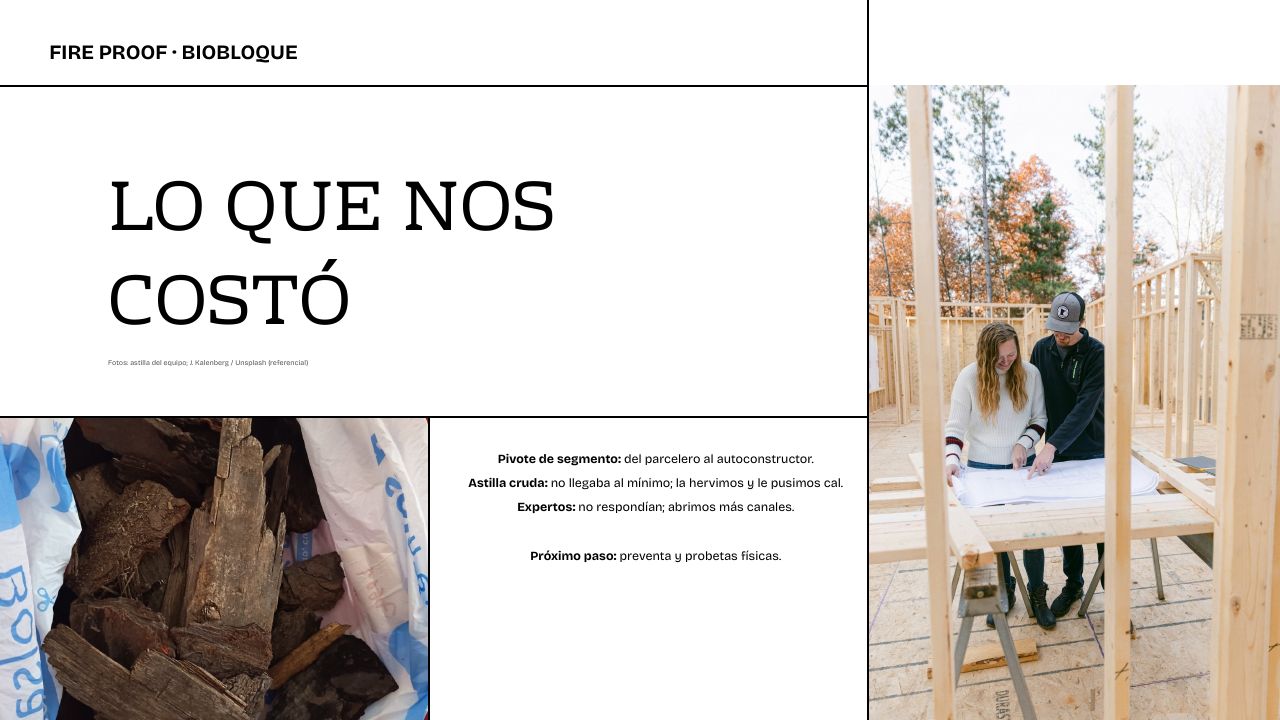 FIRE PROOF · BIOBLOQUE
LO QUE NOS
COSTÓ
Fotos: astilla del equipo; J. Kalenberg / Unsplash (referencial)
Pivote de segmento: del parcelero al autoconstructor.
Astilla cruda: no llegaba al mínimo; la hervimos y le pusimos cal.
Expertos: no respondían; abrimos más canales.
Próximo paso: preventa y probetas físicas.